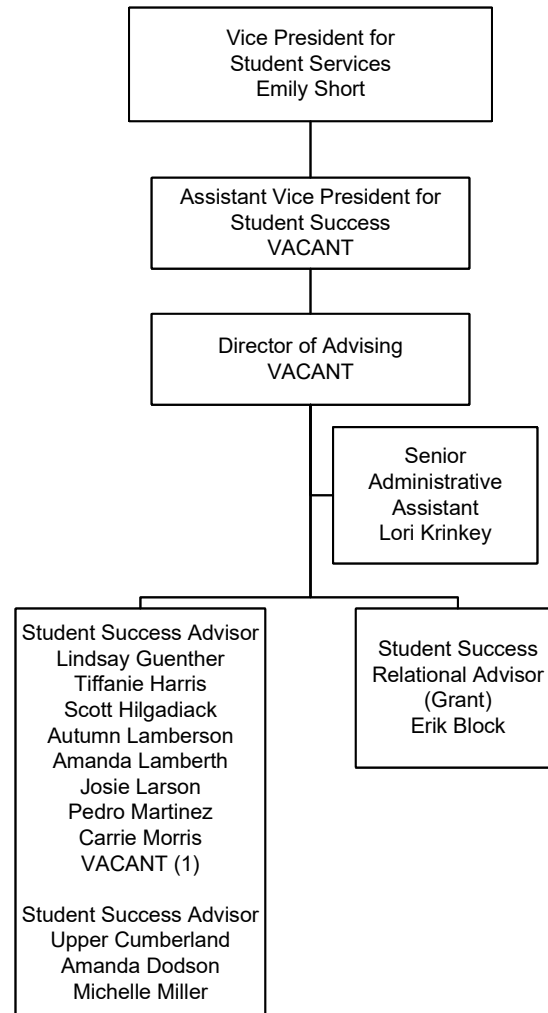 Vice President for
Student Services
Emily Short
Assistant Vice President for
Student Success
VACANT
Director of Advising
VACANT
Senior
Administrative
Assistant
Lori Krinkey
Student Success Advisor
Lindsay Guenther
Tiffanie Harris
Scott Hilgadiack
Autumn Lamberson
Amanda Lamberth
Josie Larson
Pedro Martinez
Carrie Morris
VACANT (1)
Student Success Advisor
Upper Cumberland
Amanda Dodson
Michelle Miller
Student Success
Relational Advisor
(Grant)
Erik Block